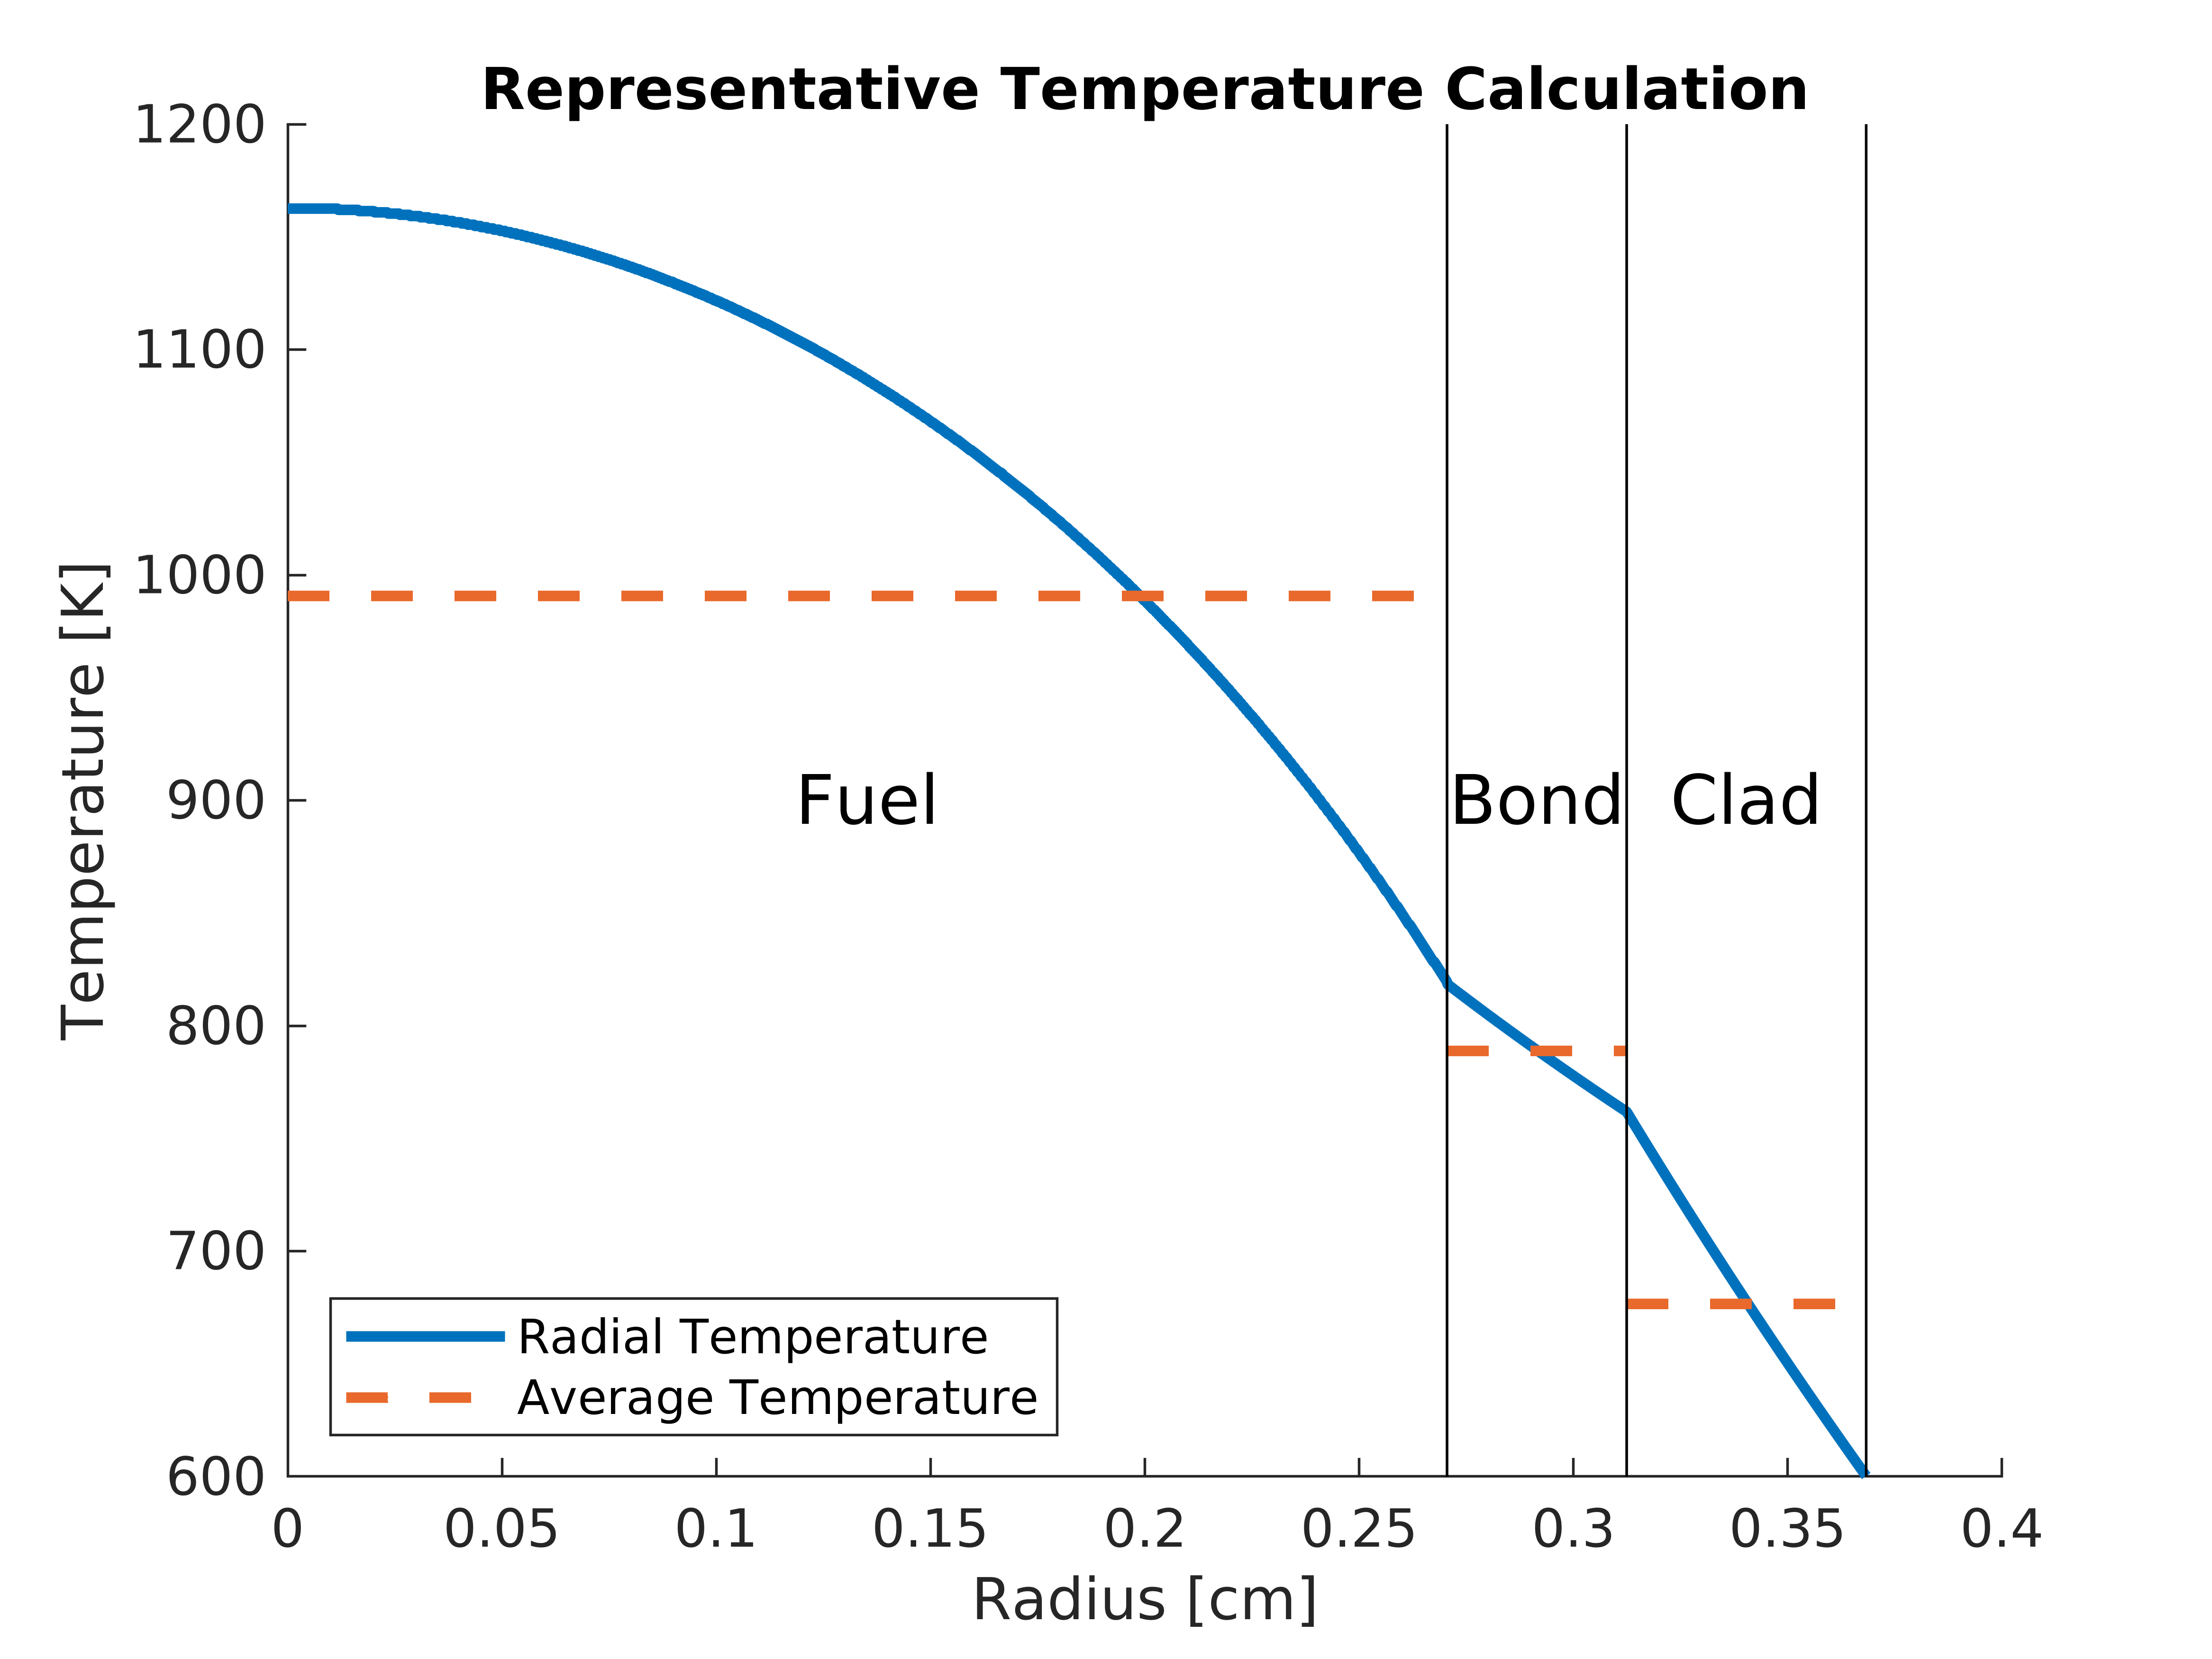 Representative Temperature Calculation
1200
1100
1000
900
800
700
600
Temperature [K]
Fuel
Bond
Clad
Radial Temperature
Average Temperature
0 0.05 0.1 0.15 0.2 0.25 0.3 0.35 0.4
Radius [cm]